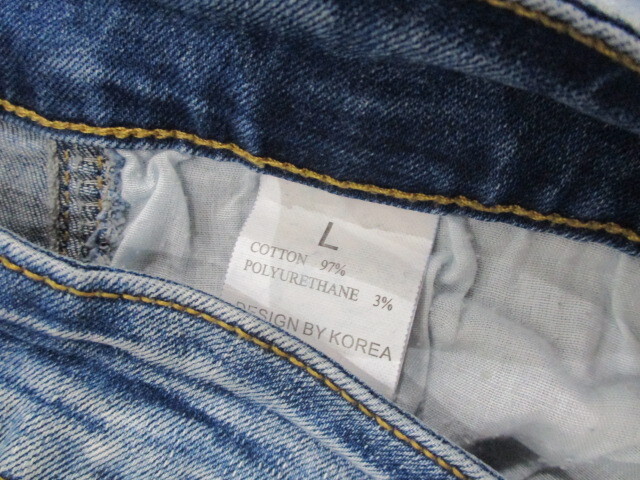 L
COTTON 97%
POLYURETHANE 3%
DESIGN BY KOREA